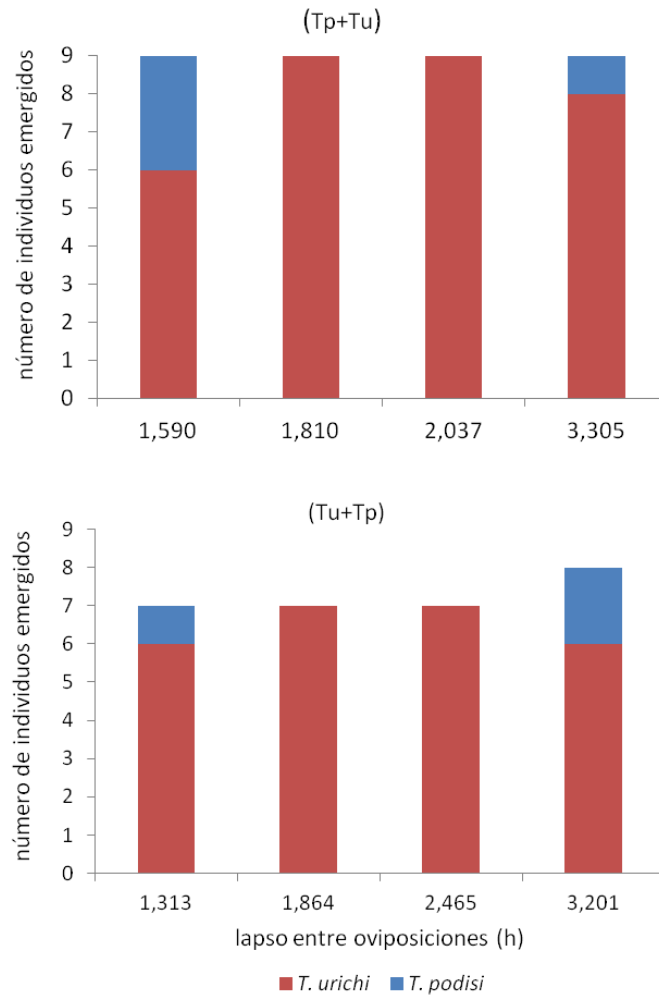 (Tp+Tu)
número de individuos emergidos
9
8
7
6
5
4
3
2
1
0
1,590 1,810 2,037 3,305
(Tu+Tp)
número de individuos emergidos
9
8
7
6
5
4
3
2
1
0
1,313 1,864 2,465 3,201
lapso entre oviposiciones (h)
T. urichi T. podisi